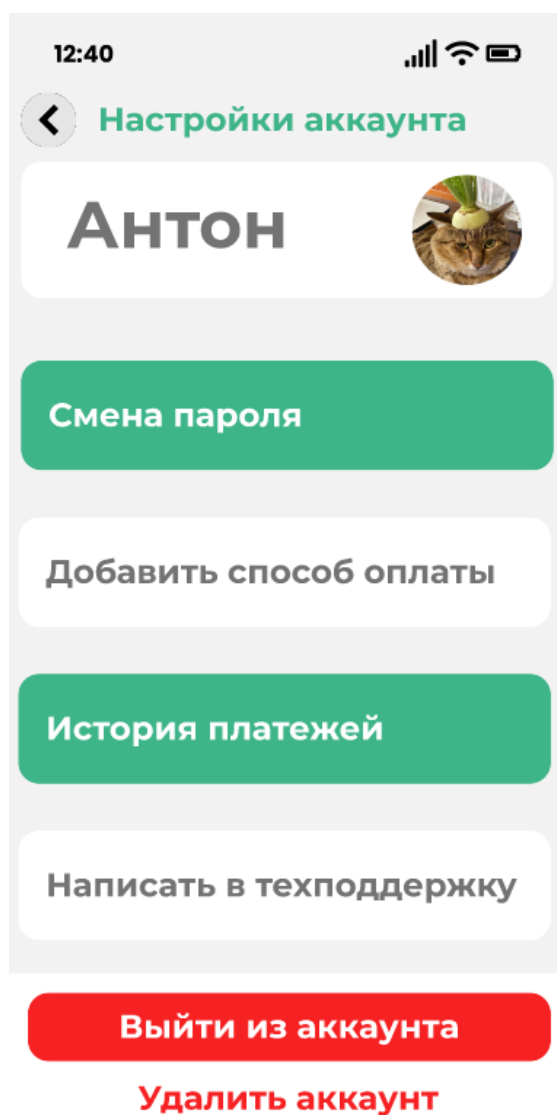 12:40
Настройки аккаунта
Антон
Смена пароля
Добавить способ оплаты
История платежей
Написать в техподдержку
Выйти из аккаунта
Удалить аккаунт